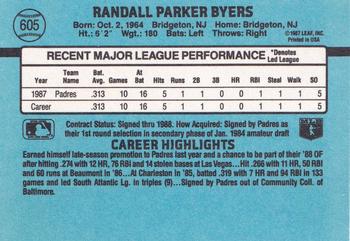 605
RANDALL PARKER BYERS
Born: Oct. 2, 1964 Bridgeton, NJ Home: Bridgeton, NJ
Ht.: 6' 2" Wgt.: 180 Bats: Left Throws: Right
© 1987 LEAF, INC.
Printed in USA
RECENT MAJOR LEAGUE PERFORMANCE *Denotes Led League
Year Team Name Bat. Avg. Games At Bat Hits Runs 2B 3B HR RBI Steal Walk SO
1987 Padres .313 10 16 5 1 0 0 0 1 1 1 5
Career .313 10 16 5 1 0 0 0 1 1 1 5
Contract Status: Signed thru 1988. How Acquired: Signed by Padres as
their 1st round selection in secondary phase of Jan. 1984 amateur draft
CAREER HIGHLIGHTS
Earned himself late-season promotion to Padres last year and a chance to be part of their '88 OF
after hitting .274 with 12 HR, 76 RBI and 14 stolen bases at Las Vegas... Hit .266 with 11 HR, 50 RBI
and 60 runs at Beaumont in '86... At Charleston in '85, batted .319 with 7 HR and 94 RBI in 133
games and led South Atlantic Lg. in triples (9)... Signed by Padres out of Community Coll. of
Baltimore.